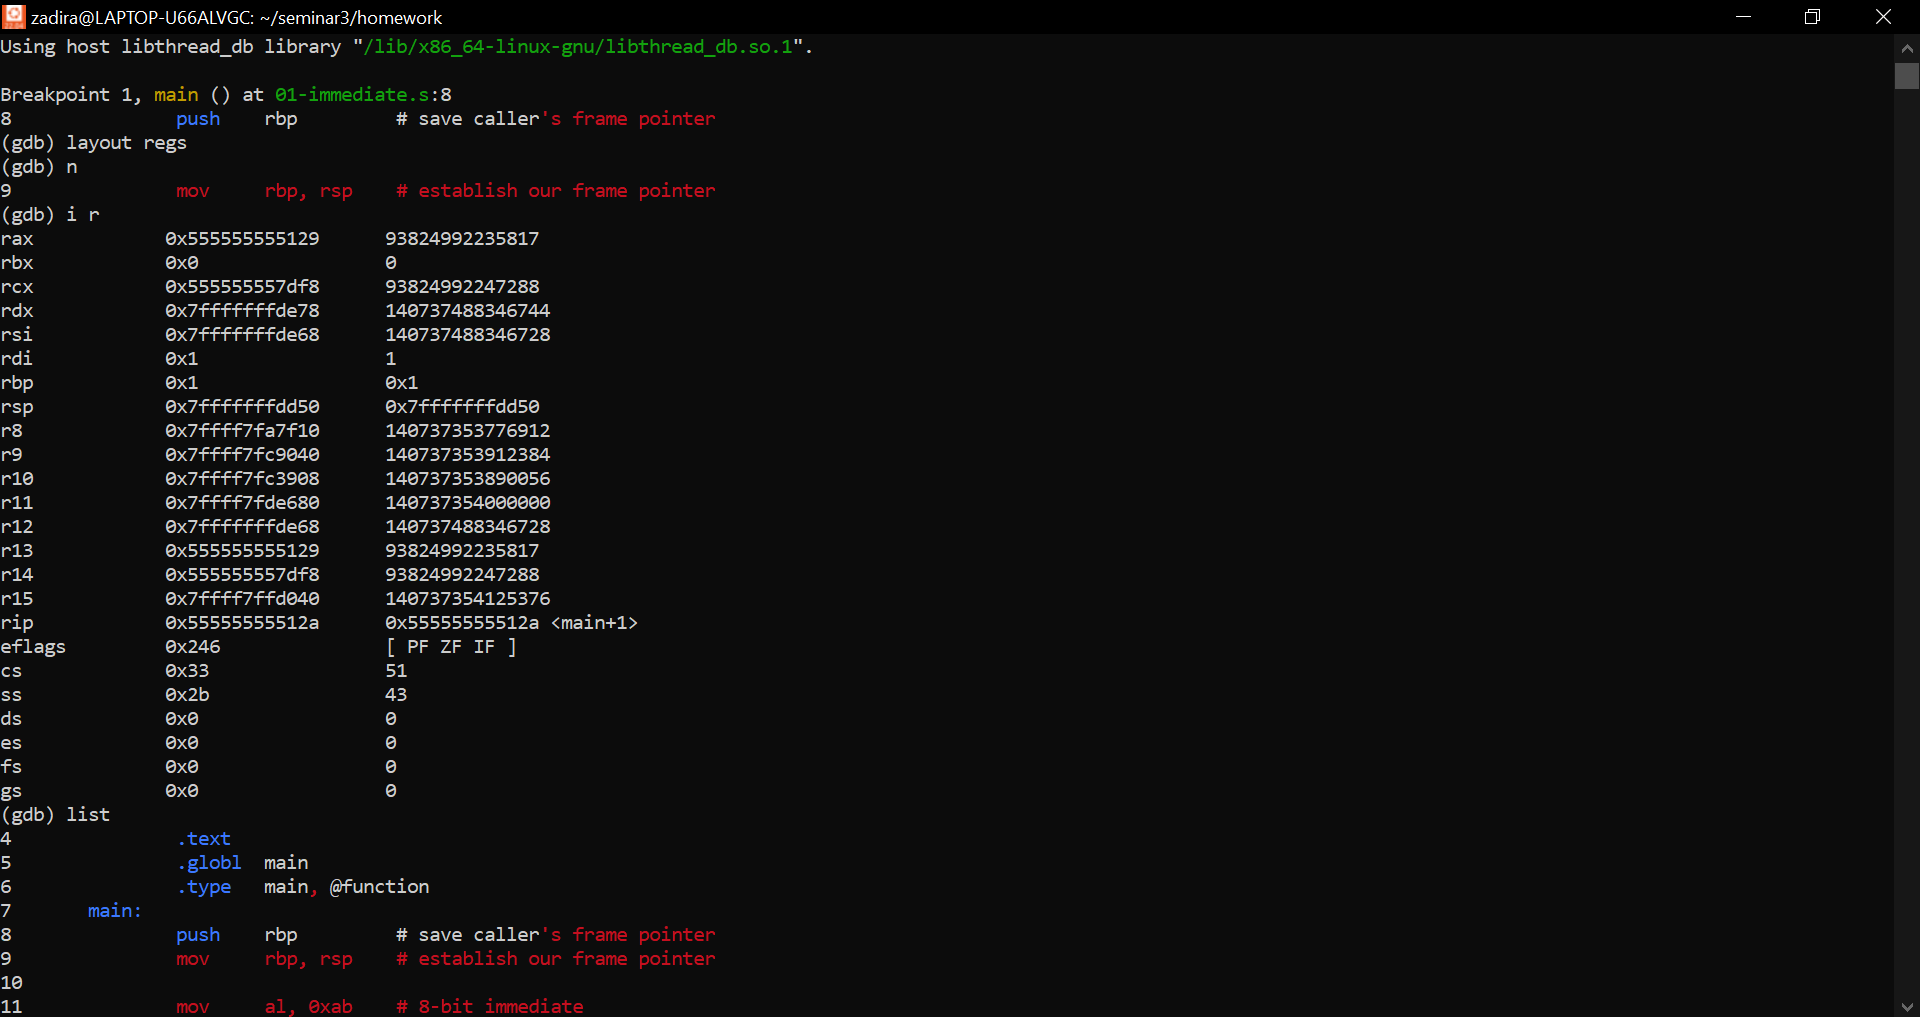 zadira@LAPTOP-U66ALVGC: ~/seminar3/homework
Using host libthread_db library "/lib/x86_64-linux-gnu/libthread_db.so.1".
Breakpoint 1, main () at 01-immediate.s:8
8               push    rbp         # save caller's frame pointer
(gdb) layout regs
(gdb) n
9               mov     rbp, rsp    # establish our frame pointer
(gdb) i r
rax            0x555555555129      93824992235817
rbx            0x0                 0
rcx            0x555555557df8      93824992247288
rdx            0x7fffffffde78      140737488346744
rsi            0x7fffffffde68      140737488346728
rdi            0x1                 1
rbp            0x1                 0x1
rsp            0x7fffffffdd50      0x7fffffffdd50
r8             0x7ffff7fa7f10      140737353776912
r9             0x7ffff7fc9040      140737353912384
r10            0x7ffff7fc3908      140737353890056
r11            0x7ffff7fde680      140737354000000
r12            0x7fffffffde68      140737488346728
r13            0x555555555129      93824992235817
r14            0x555555557df8      93824992247288
r15            0x7ffff7ffd040      140737354125376
rip            0x55555555512a      0x55555555512a <main+1>
eflags         0x246               [ PF ZF IF ]
cs             0x33                51
ss             0x2b                43
ds             0x0                 0
es             0x0                 0
fs             0x0                 0
gs             0x0                 0
(gdb) list
4               .text
5               .globl  main
6               .type   main, @function
7       main:
8               push    rbp         # save caller's frame pointer
9               mov     rbp, rsp    # establish our frame pointer
10
11              mov     al, 0xab    # 8-bit immediate